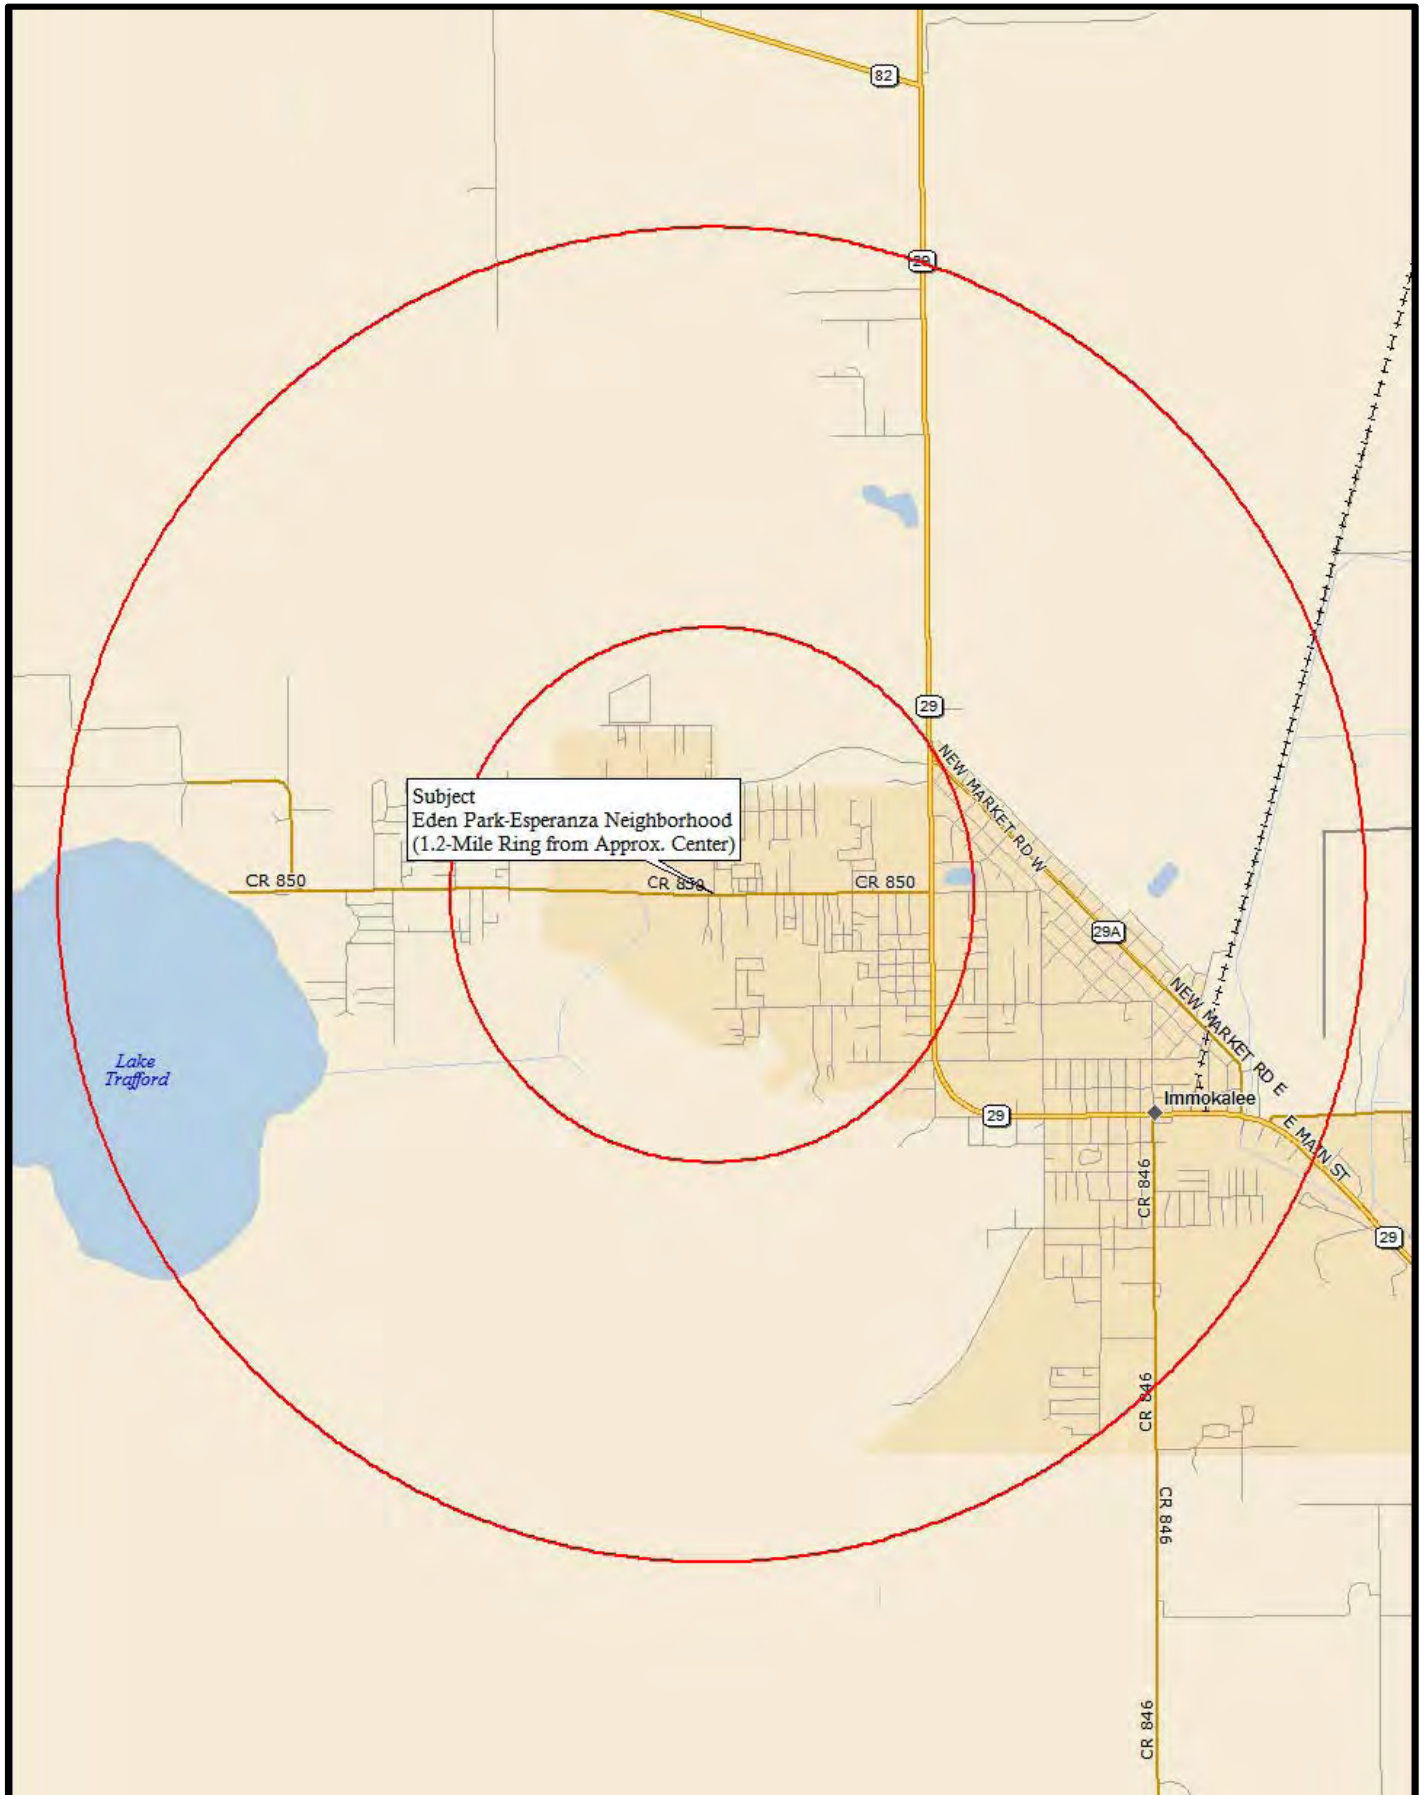 82
29
29
NEW MARKET RD W
Subject
Eden Park-Esperanza Neighborhood
(1.2-Mile Ring from Approx. Center)
CR 850
CR 850
CR 850
29A
NEW MARKET RD E
Lake
Trafford
Immokalee
29
E MAIN ST
CR 846
29
CR 846
CR 846
CR 846